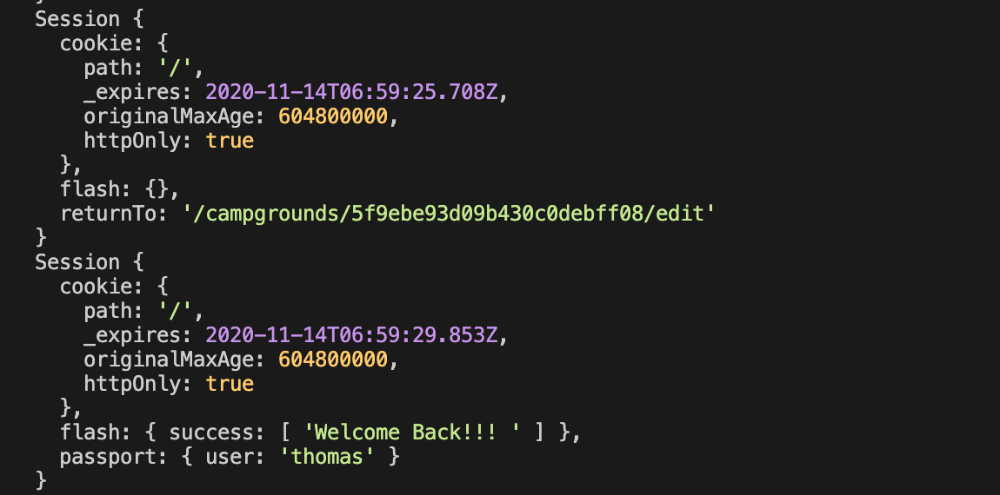 }
Session {
  cookie: {
    path: '/',
    _expires: 2020-11-14T06:59:25.708Z,
    originalMaxAge: 604800000,
    httpOnly: true
  },
  flash: {},
  returnTo: '/campgrounds/5f9ebe93d09b430c0debff08/edit'
}
Session {
  cookie: {
    path: '/',
    _expires: 2020-11-14T06:59:29.853Z,
    originalMaxAge: 604800000,
    httpOnly: true
  },
  flash: { success: [ 'Welcome Back!!! ' ] },
  passport: { user: 'thomas' }
}